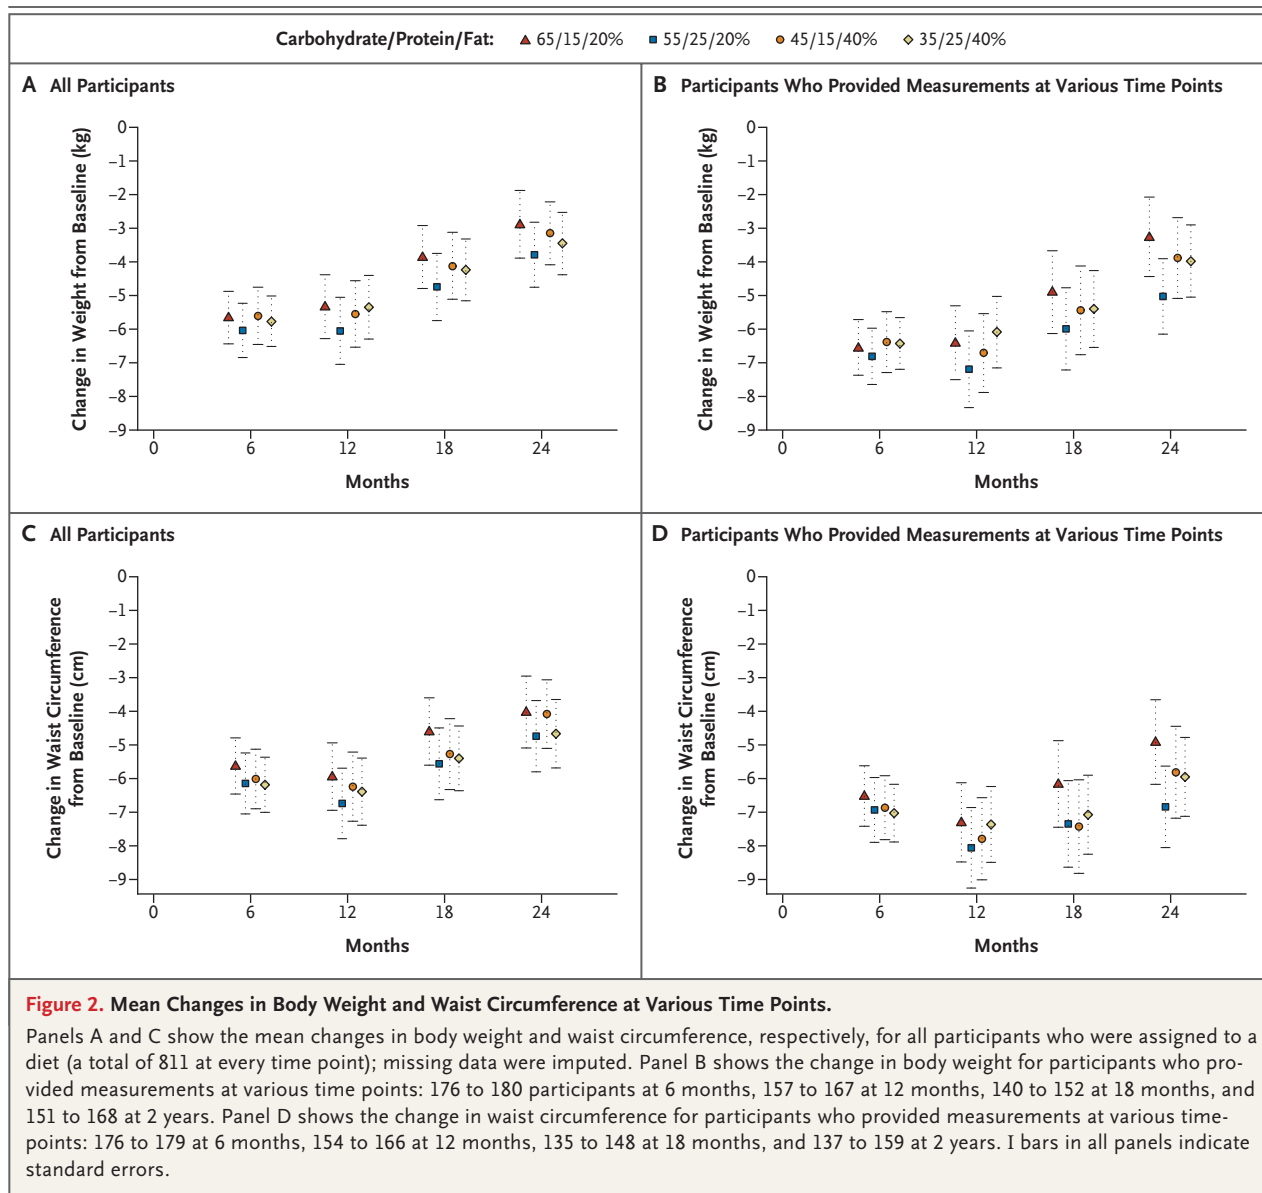 Carbohydrate/Protein/Fat: 65/15/20% 55/25/20% 45/15/40% 35/25/40%
A All Participants
Change in Weight from Baseline (kg)
0
–1
–2
–3
–4
–5
–6
–7
–8
–9
0 6 12 18 24
Months
B Participants Who Provided Measurements at Various Time Points
Change in Weight from Baseline (kg)
0
–1
–2
–3
–4
–5
–6
–7
–8
–9
0 6 12 18 24
Months
C All Participants
Change in Waist Circumference
from Baseline (cm)
0
–1
–2
–3
–4
–5
–6
–7
–8
–9
0 6 12 18 24
Months
D Participants Who Provided Measurements at Various Time Points
Change in Waist Circumference
from Baseline (cm)
0
–1
–2
–3
–4
–5
–6
–7
–8
–9
0 6 12 18 24
Months
Figure 2. Mean Changes in Body Weight and Waist Circumference at Various Time Points.
Panels A and C show the mean changes in body weight and waist circumference, respectively, for all participants who were assigned to a
diet (a total of 811 at every time point); missing data were imputed. Panel B shows the change in body weight for participants who pro-
vided measurements at various time points: 176 to 180 participants at 6 months, 157 to 167 at 12 months, 140 to 152 at 18 months, and
151 to 168 at 2 years. Panel D shows the change in waist circumference for participants who provided measurements at various time-
points: 176 to 179 at 6 months, 154 to 166 at 12 months, 135 to 148 at 18 months, and 137 to 159 at 2 years. I bars in all panels indicate
standard errors.